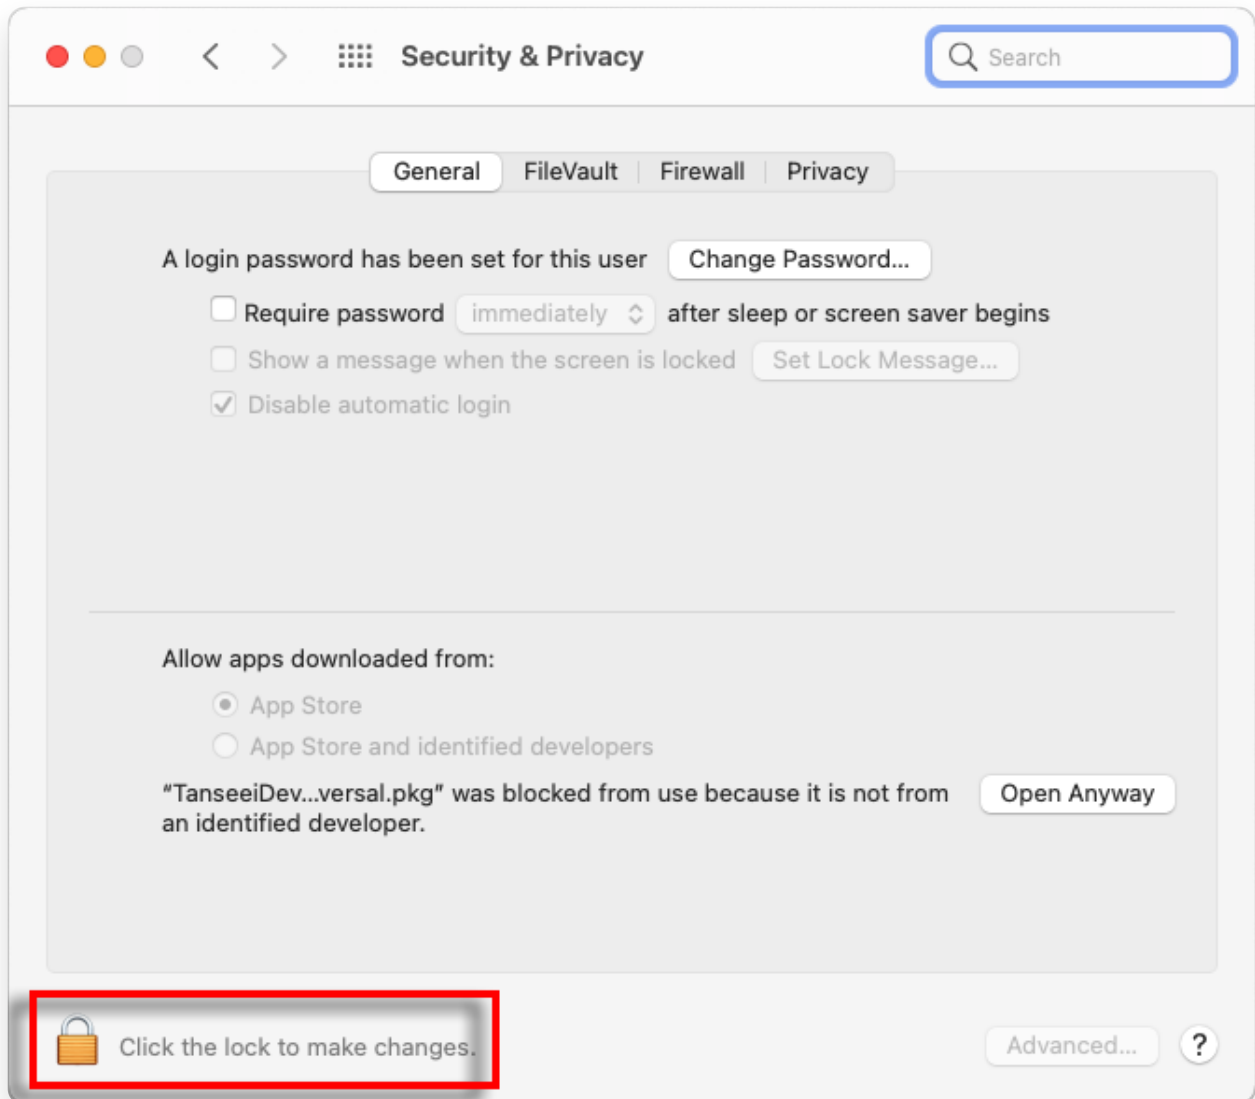 Security & Privacy
Search
General
FileVault
Firewall
Privacy
A login password has been set for this user
Change Password...
Require password
immediately
after sleep or screen saver begins
Show a message when the screen is locked
Set Lock Message...
Disable automatic login
Allow apps downloaded from:
App Store
App Store and identified developers
"TanseeiDev...versal.pkg" was blocked from use because it is not from
an identified developer.
Open Anyway
Click the lock to make changes.
Advanced...
?